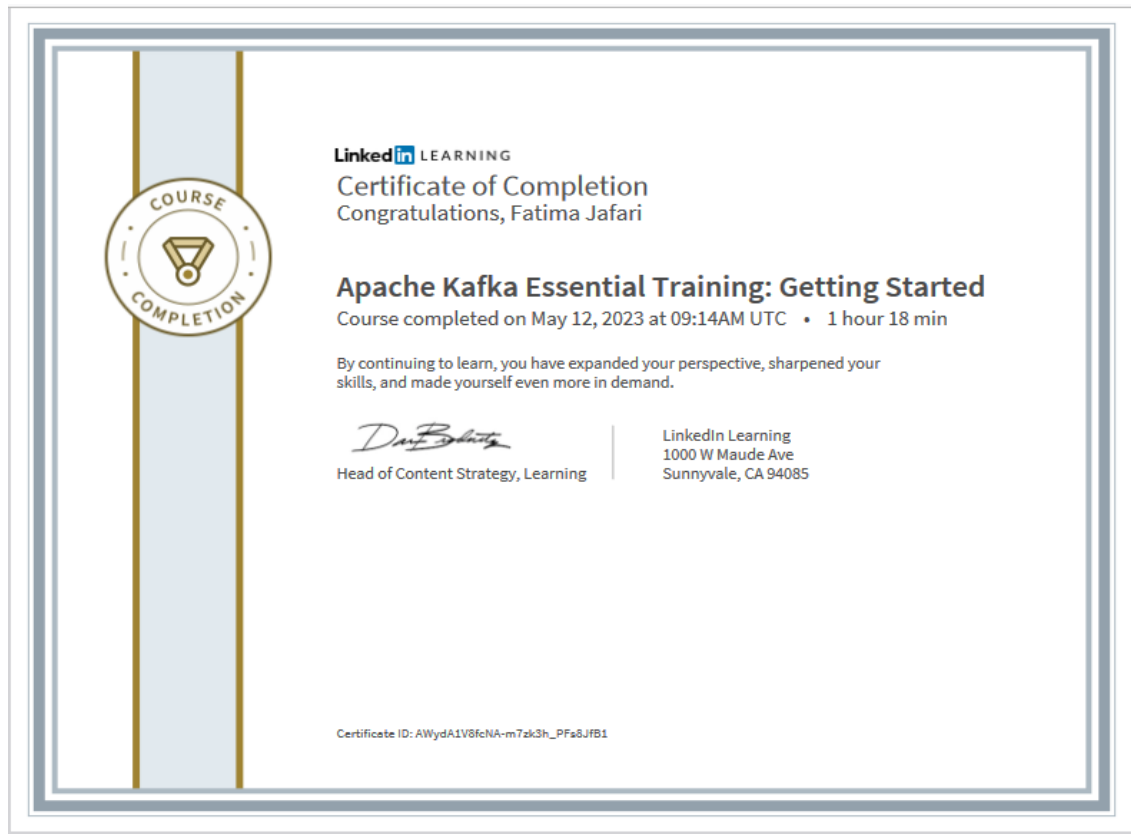 COURSE
COMPLETION
Linked in LEARNING
Certificate of Completion
Congratulations, Fatima Jafari
Apache Kafka Essential Training: Getting Started
Course completed on May 12, 2023 at 09:14AM UTC • 1 hour 18 min
By continuing to learn, you have expanded your perspective, sharpened your
skills, and made yourself even more in demand.
Head of Content Strategy, Learning
LinkedIn Learning
1000 W Maude Ave
Sunnyvale, CA 94085
Certificate ID: AWydA1V8fcNA-m7zk3h_PFs8JfB1